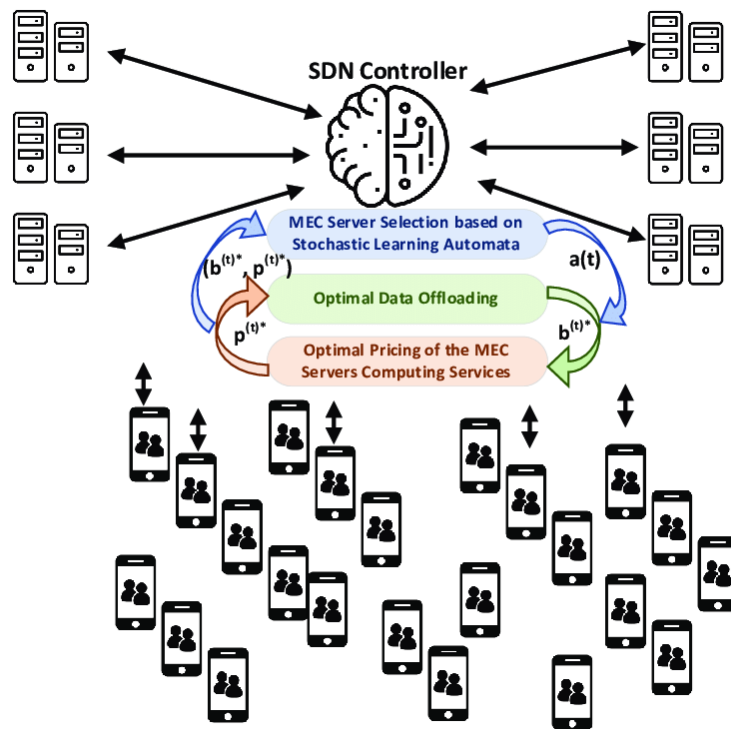 SDN Controller
MEC Server Selection based on
Stochastic Learning Automata
(b(t)*, p(t)*)
a(t)
Optimal Data Offloading
p(t)*
b(t)*
Optimal Pricing of the MEC
Servers Computing Services